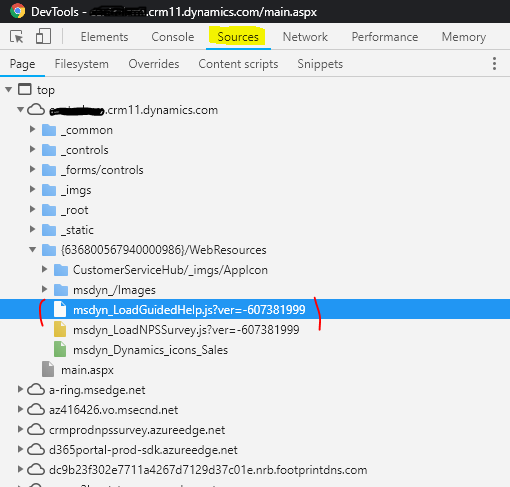 DevTools - .crm11.dynamics.com/main.aspx
Elements Console Sources Network Performance Memory
Page Filesystem Overrides Content scripts Snippets
top
.crm11.dynamics.com
_common
_controls
_forms/controls
_imgs
_root
_static
{636800567940000986}/WebResources
CustomerServiceHub/_imgs/AppIcon
msdyn_/Images
msdyn_LoadGuidedHelp.js?ver=-607381999
msdyn_LoadNPSSurvey.js?ver=-607381999
msdyn_Dynamics_icons_Sales
main.aspx
a-ring.msedge.net
az416426.vo.msecnd.net
crmprodnpssurvey.azureedge.net
d365portal-prod-sdk.azureedge.net
dc9b23f302e7711a4267d7129d37c01e.nrb.footprintdns.com